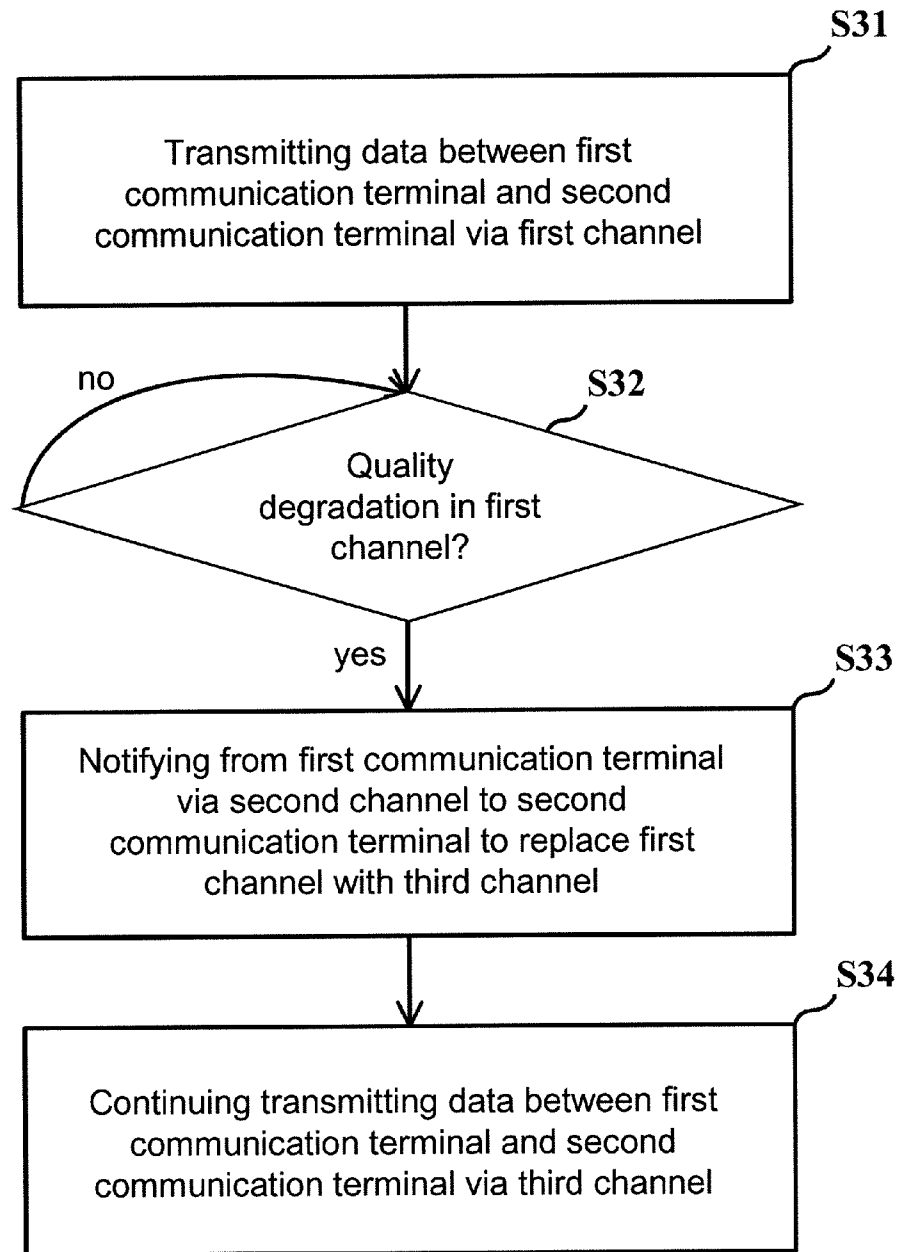 S31
Transmitting data between first
communication terminal and second
communication terminal via first channel
no
S32
Quality
degradation in first
channel?
yes
S33
Notifying from first communication terminal
via second channel to second
communication terminal to replace first
channel with third channel
S34
Continuing transmitting data between first
communication terminal and second
communication terminal via third channel